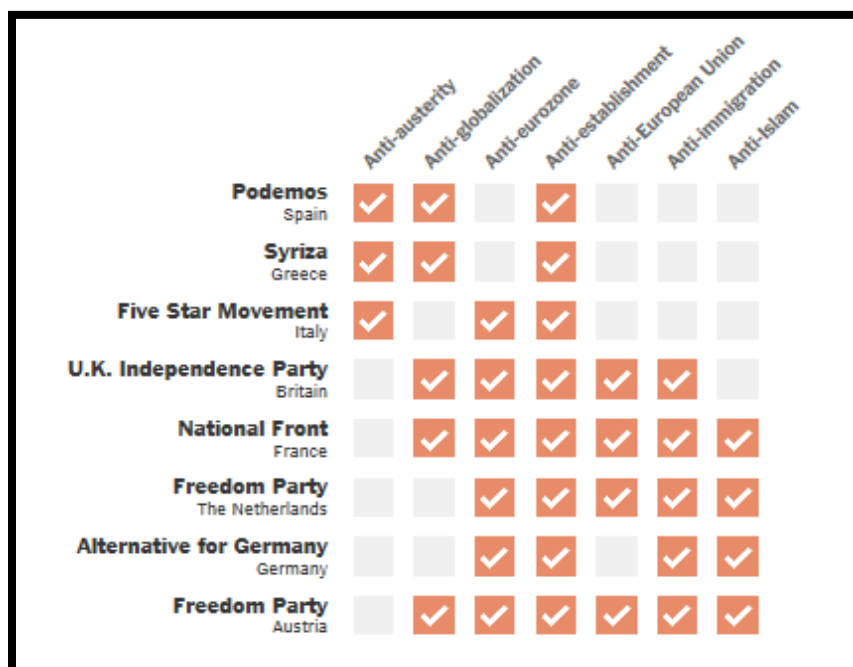 Anti-austerity
Anti-globalization
Anti-eurozone
Anti-establishment
Anti-European Union
Anti-immigration
Anti-Islam
Podemos
Spain
Syriza
Greece
Five Star Movement
Italy
U.K. Independence Party
Britain
National Front
France
Freedom Party
The Netherlands
Alternative for Germany
Germany
Freedom Party
Austria